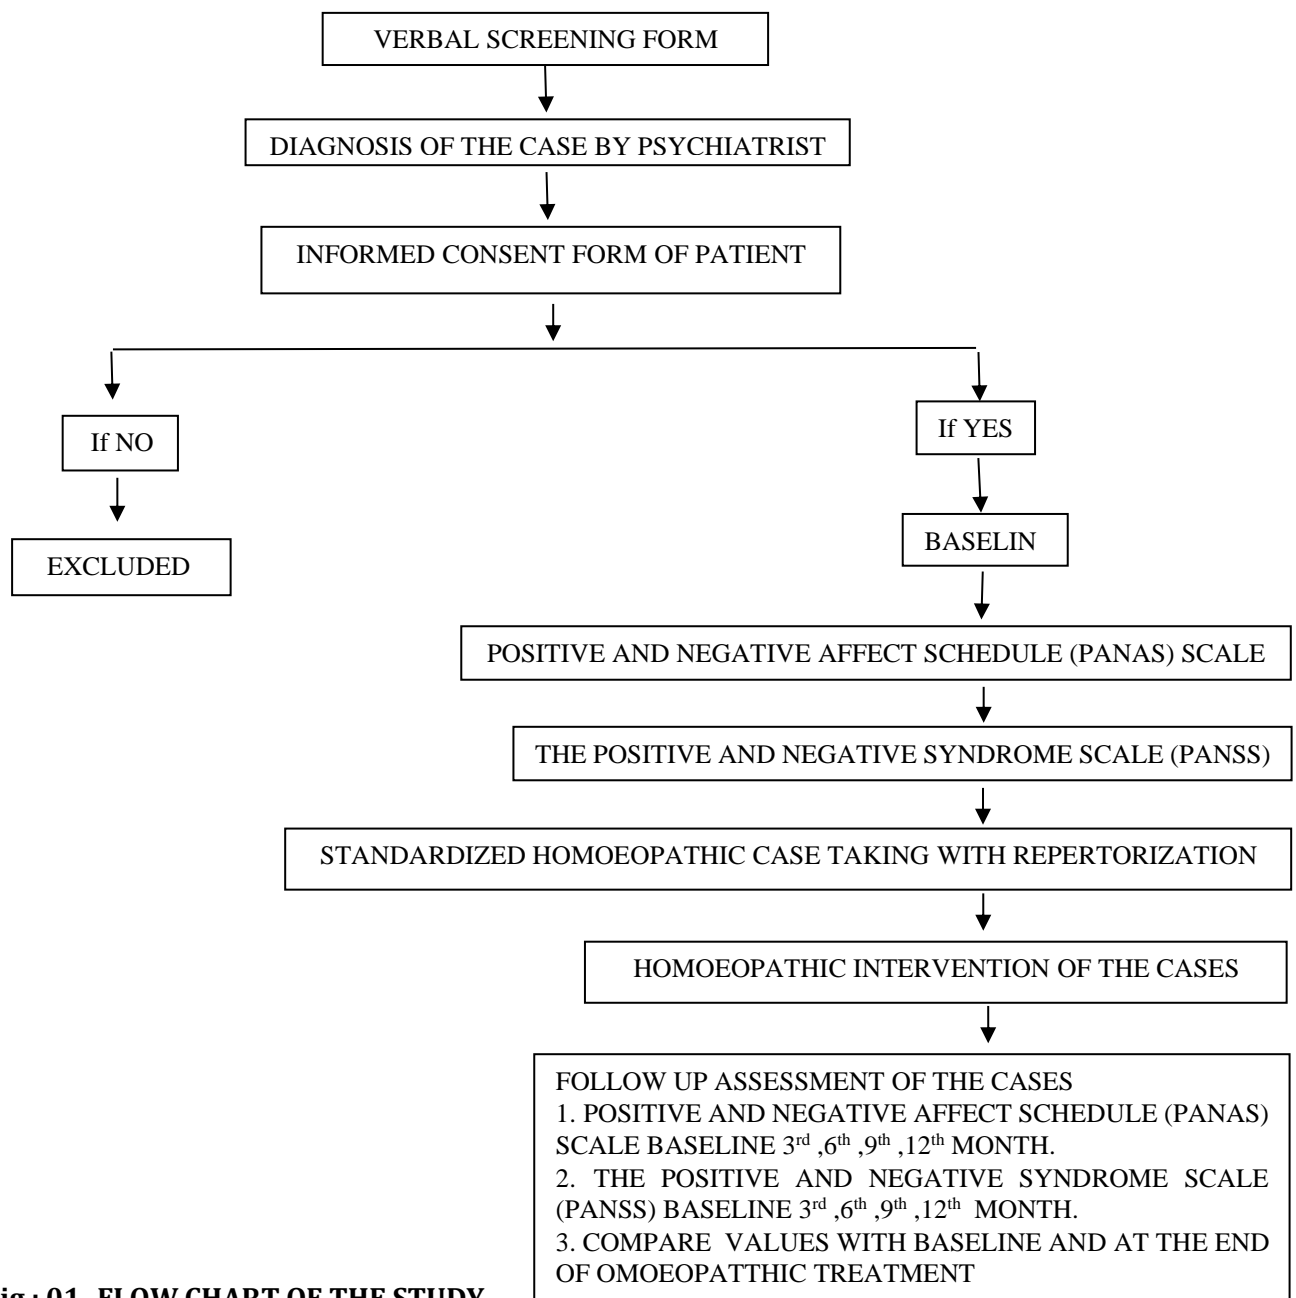 VERBAL SCREENING FORM
DIAGNOSIS OF THE CASE BY PSYCHIATRIST
INFORMED CONSENT FORM OF PATIENT
If NO
If YES
EXCLUDED
BASELIN
POSITIVE AND NEGATIVE AFFECT SCHEDULE (PANAS) SCALE
THE POSITIVE AND NEGATIVE SYNDROME SCALE (PANSS)
STANDARDIZED HOMOEOPATHIC CASE TAKING WITH REPERTORIZATION
HOMOEOPATHIC INTERVENTION OF THE CASES
FOLLOW UP ASSESSMENT OF THE CASES
1. POSITIVE AND NEGATIVE AFFECT SCHEDULE (PANAS)
SCALE BASELINE 3rd ,6th ,9th ,12th MONTH.
2. THE POSITIVE AND NEGATIVE SYNDROME SCALE
(PANSS) BASELINE 3rd ,6th ,9th ,12th MONTH.
3. COMPARE VALUES WITH BASELINE AND AT THE END
OF OMOEOPATTHIC TREATMENT
ig : 01 FLOW CHART OF THE STUDY